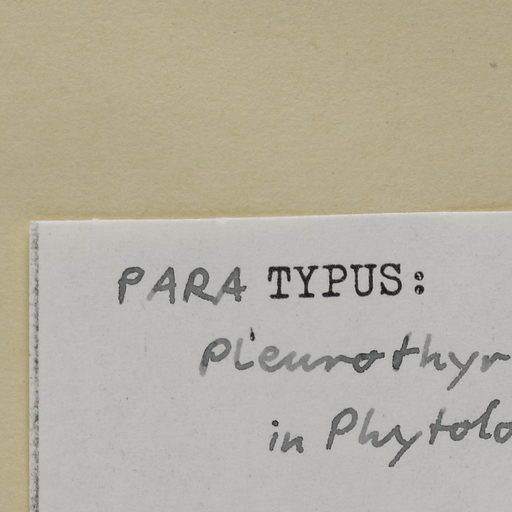 PARA TYPUS:
Pleurothyr
in Phytolo